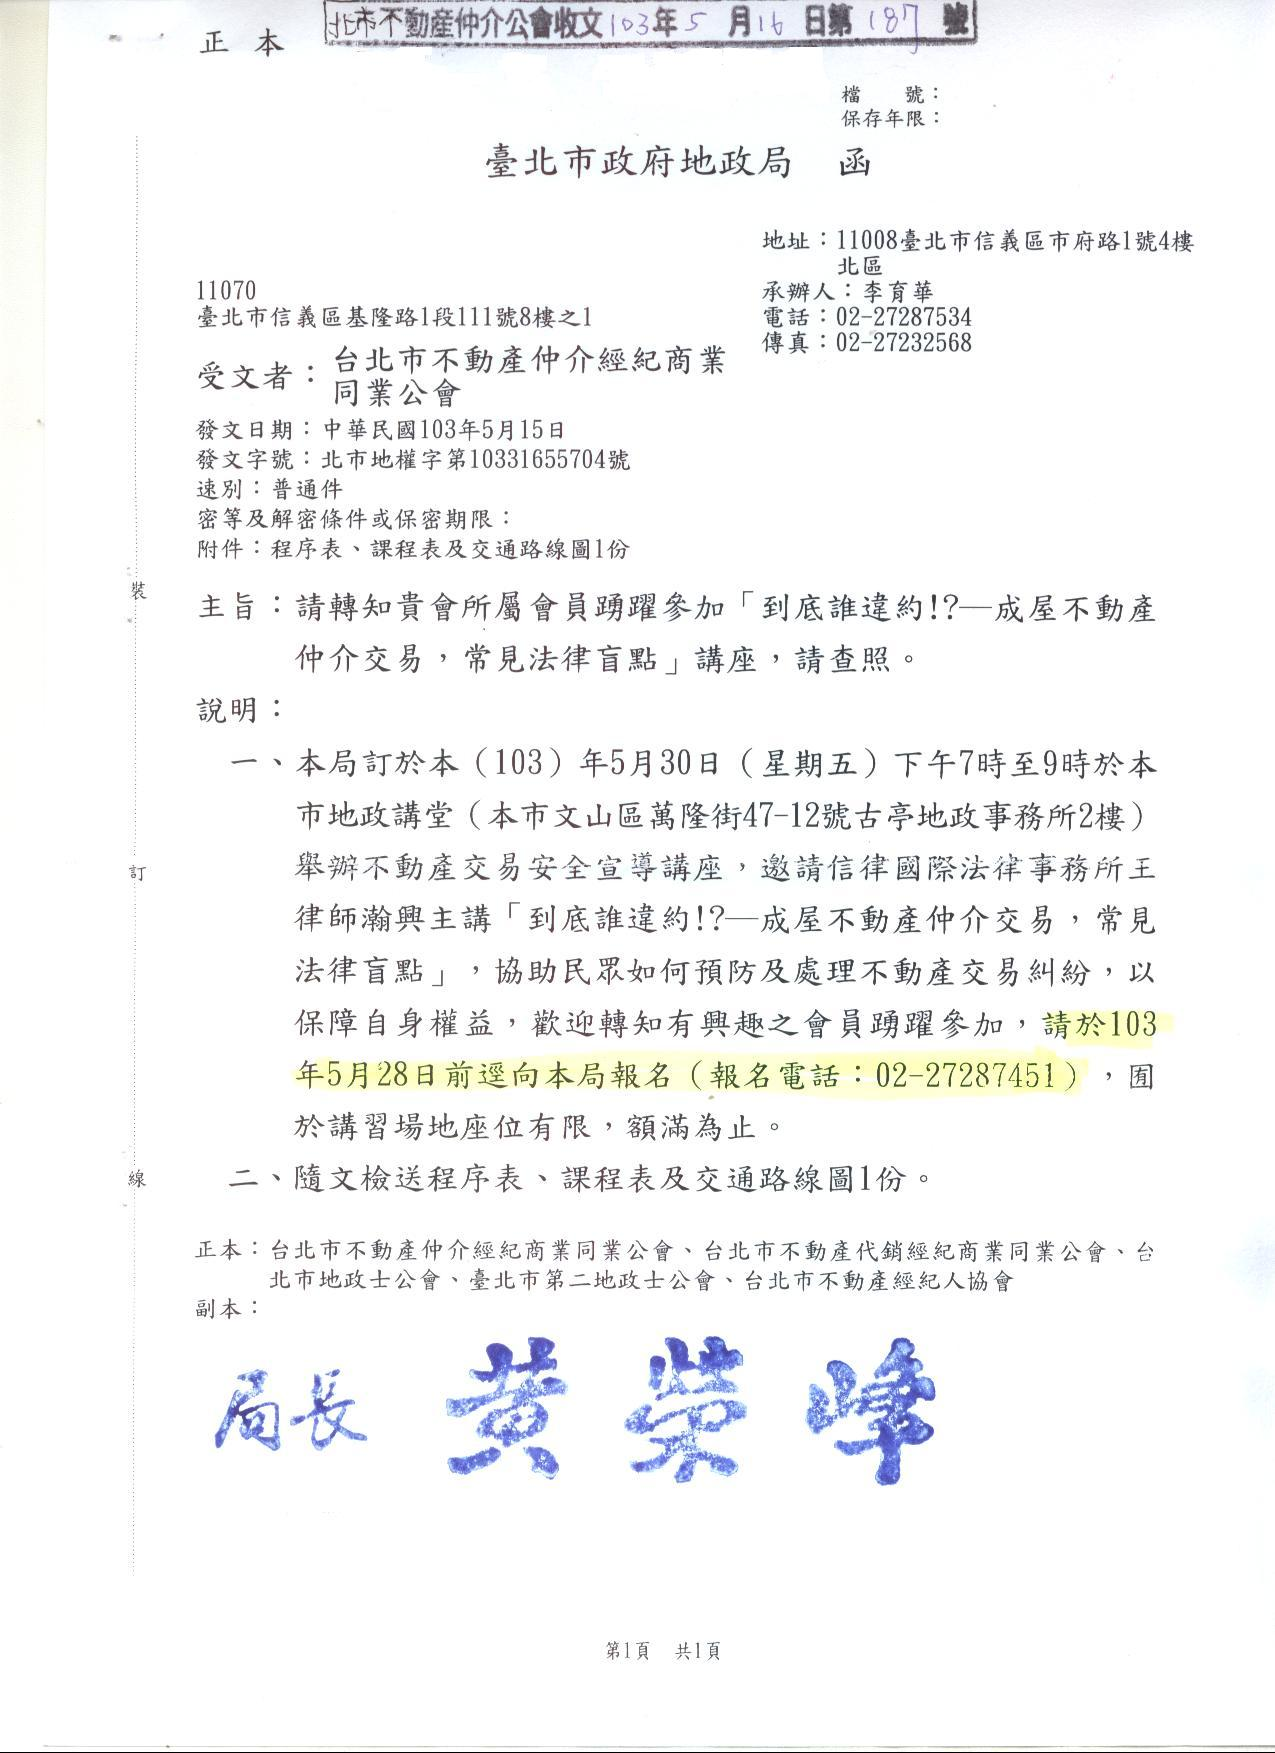 正本
北市不動產仲介公會收文103年5月16日第187號
檔　　號：
保存年限：
臺北市政府地政局　函
地址：11008臺北市信義區市府路1號4樓
北區
承辦人：李育華
電話：02-27287534
傳真：02-27232568
11070
臺北市信義區基隆路1段111號8樓之1
受文者：台北市不動產仲介經紀商業
同業公會
發文日期：中華民國103年5月15日
發文字號：北市地權字第10331655704號
速別：普通件
密等及解密條件或保密期限：
附件：程序表、課程表及交通路線圖1份
主旨：請轉知貴會所屬會員踴躍參加「到底誰違約!?—成屋不動產
仲介交易，常見法律盲點」講座，請查照。
說明：
一、本局訂於本（103）年5月30日（星期五）下午7時至9時於本
市地政講堂（本市文山區萬隆街47-12號古亭地政事務所2樓）
舉辦不動產交易安全宣導講座，邀請信律國際法律事務所王
律師瀚興主講「到底誰違約!?—成屋不動產仲介交易，常見
法律盲點」，協助民眾如何預防及處理不動產交易糾紛，以
保障自身權益，歡迎轉知有興趣之會員踴躍參加，請於103
年5月28日前逕向本局報名（報名電話：02-27287451），囿
於講習場地座位有限，額滿為止。
二、隨文檢送程序表、課程表及交通路線圖1份。
正本：台北市不動產仲介經紀商業同業公會、台北市不動產代銷經紀商業同業公會、台
北市地政士公會、臺北市第二地政士公會、台北市不動產經紀人協會
副本：
局長 黃榮峰
裝
訂
線
第1頁　共1頁